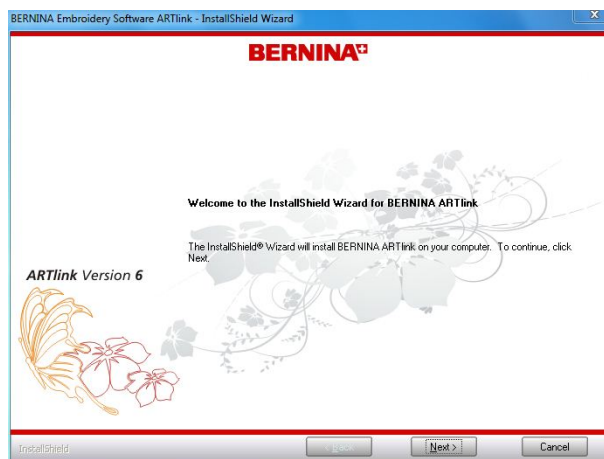 BERNINA Embroidery Software ARTlink - InstallShield Wizard
X
BERNINA
Welcome to the InstallShield Wizard for BERNINA ARTlink
The InstallShield® Wizard will install BERNINA ARTlink on your computer. To continue, click
Next.
ARTlink Version 6
InstallShield
< Back
Next >
Cancel